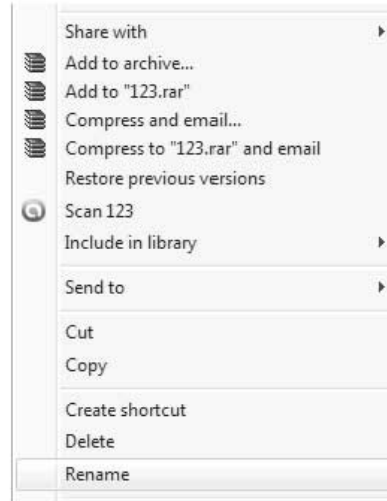 Share with
Add to archive...
Add to "123.rar"
Compress and email...
Compress to "123.rar" and email
Restore previous versions
Scan 123
Include in library
Send to
Cut
Copy
Create shortcut
Delete
Rename